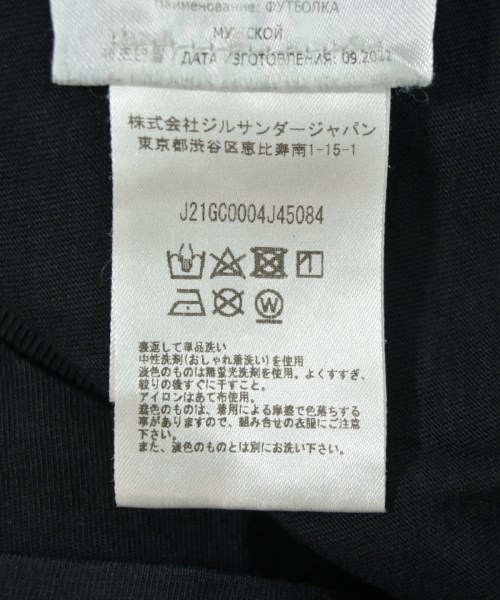 Наименование: ФУТБОЛКА
МУЖСКОЙ
ДАТА ИЗГОТОВЛЕНИЯ: 09.2022
株式会社ジルサンダージャパン
東京都渋谷区恵比寿南1-15-1
J21GC0004J45084
W
裏返して単品洗い
中性洗剤(おしゃれ着洗い)を使用
淡色のものは無蛍光洗剤を使用。よくすすぎ、
絞りの後すぐに干すこと。
アイロンはあて布使用。
濃色のものは、着用による摩擦で色落ちする
事がありますので、組み合せの衣服にご注意
下さい。
また、淡色のものとは別にお洗い下さい。